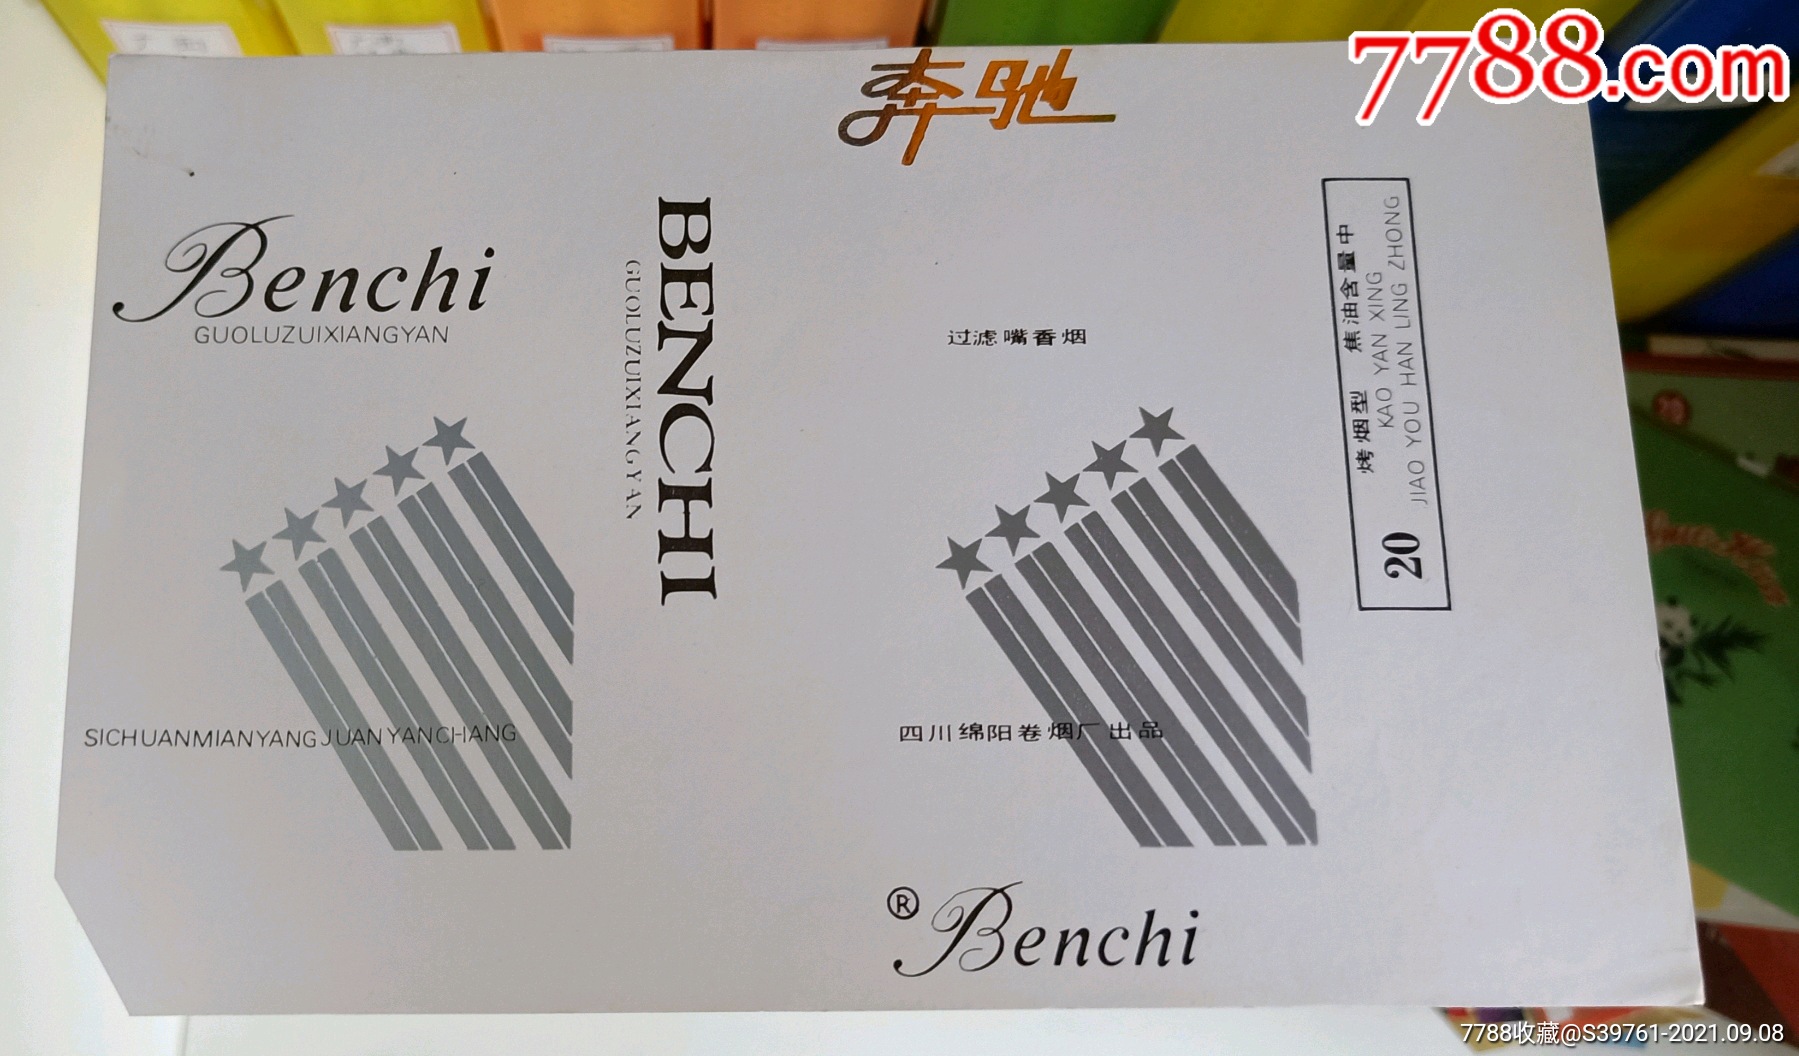 7788.com
奔驰
Benchi
GUOLUZUIXIANGYAN
SICHUANMIANYANGJUANYANCHANG
BENCHI
GUOLUZUIXIANGYAN
过滤嘴香烟
四川绵阳卷烟厂出品
® Benchi
烤烟型 焦油含量中
KAO YAN XING
JIAO YOU HAN LING ZHONG
20
7788收藏@S39761-2021.09.08